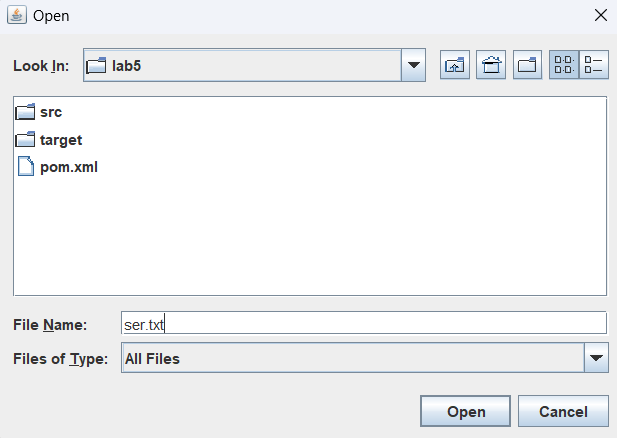 Open
Look In: lab5
src
target
pom.xml
File Name: ser.txt
Files of Type: All Files
Open Cancel